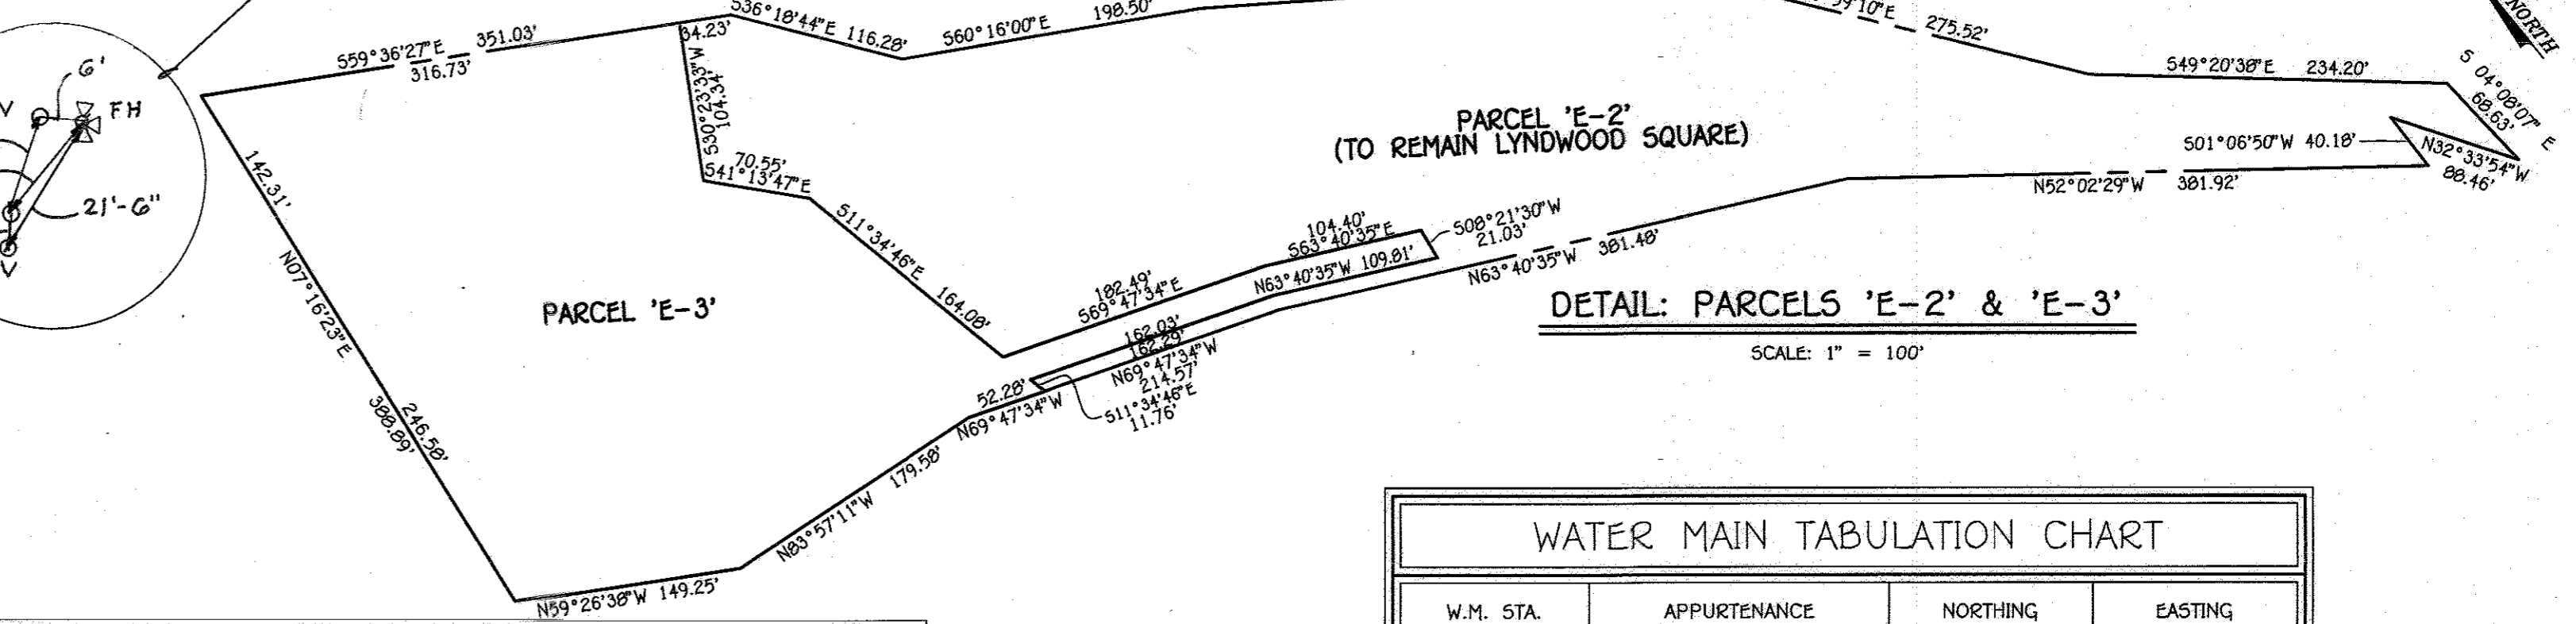 S36°18'44"E 116.28'
S60°16'00"E 198.50'
275.52'
NORTH
S59°36'27"E 351.03'
316.73'
34.23'
S30°23'33"W
104.34'
S49°20'38"E 234.20'
S 04°08'07" E
68.63'
6'
FH
V
21'-6"
V
PARCEL 'E-2'
(TO REMAIN LYNDWOOD SQUARE)
S01°06'50"W 40.18'
N32°33'54"W
88.46'
N52°02'29"W 381.92'
142.31'
70.55'
S41°13'47"E
S11°34'46"E 164.08'
104.40'
S63°40'35"E
S08°21'30"W
21.03'
N63°40'35"W 109.81'
N63°40'35"W 381.48'
N07°16'23"E
246.58'
388.89'
PARCEL 'E-3'
182.49'
S69°47'34"E
162.03'
162.29'
N69°47'34"W
214.57'
52.28'
N69°47'34"W
S11°34'46"E
11.76'
DETAIL: PARCELS 'E-2' & 'E-3'
SCALE: 1" = 100'
N83°57'11"W 179.58'
N59°26'38"W 149.25'
WATER MAIN TABULATION CHART
W.M. STA. APPURTENANCE NORTHING EASTING